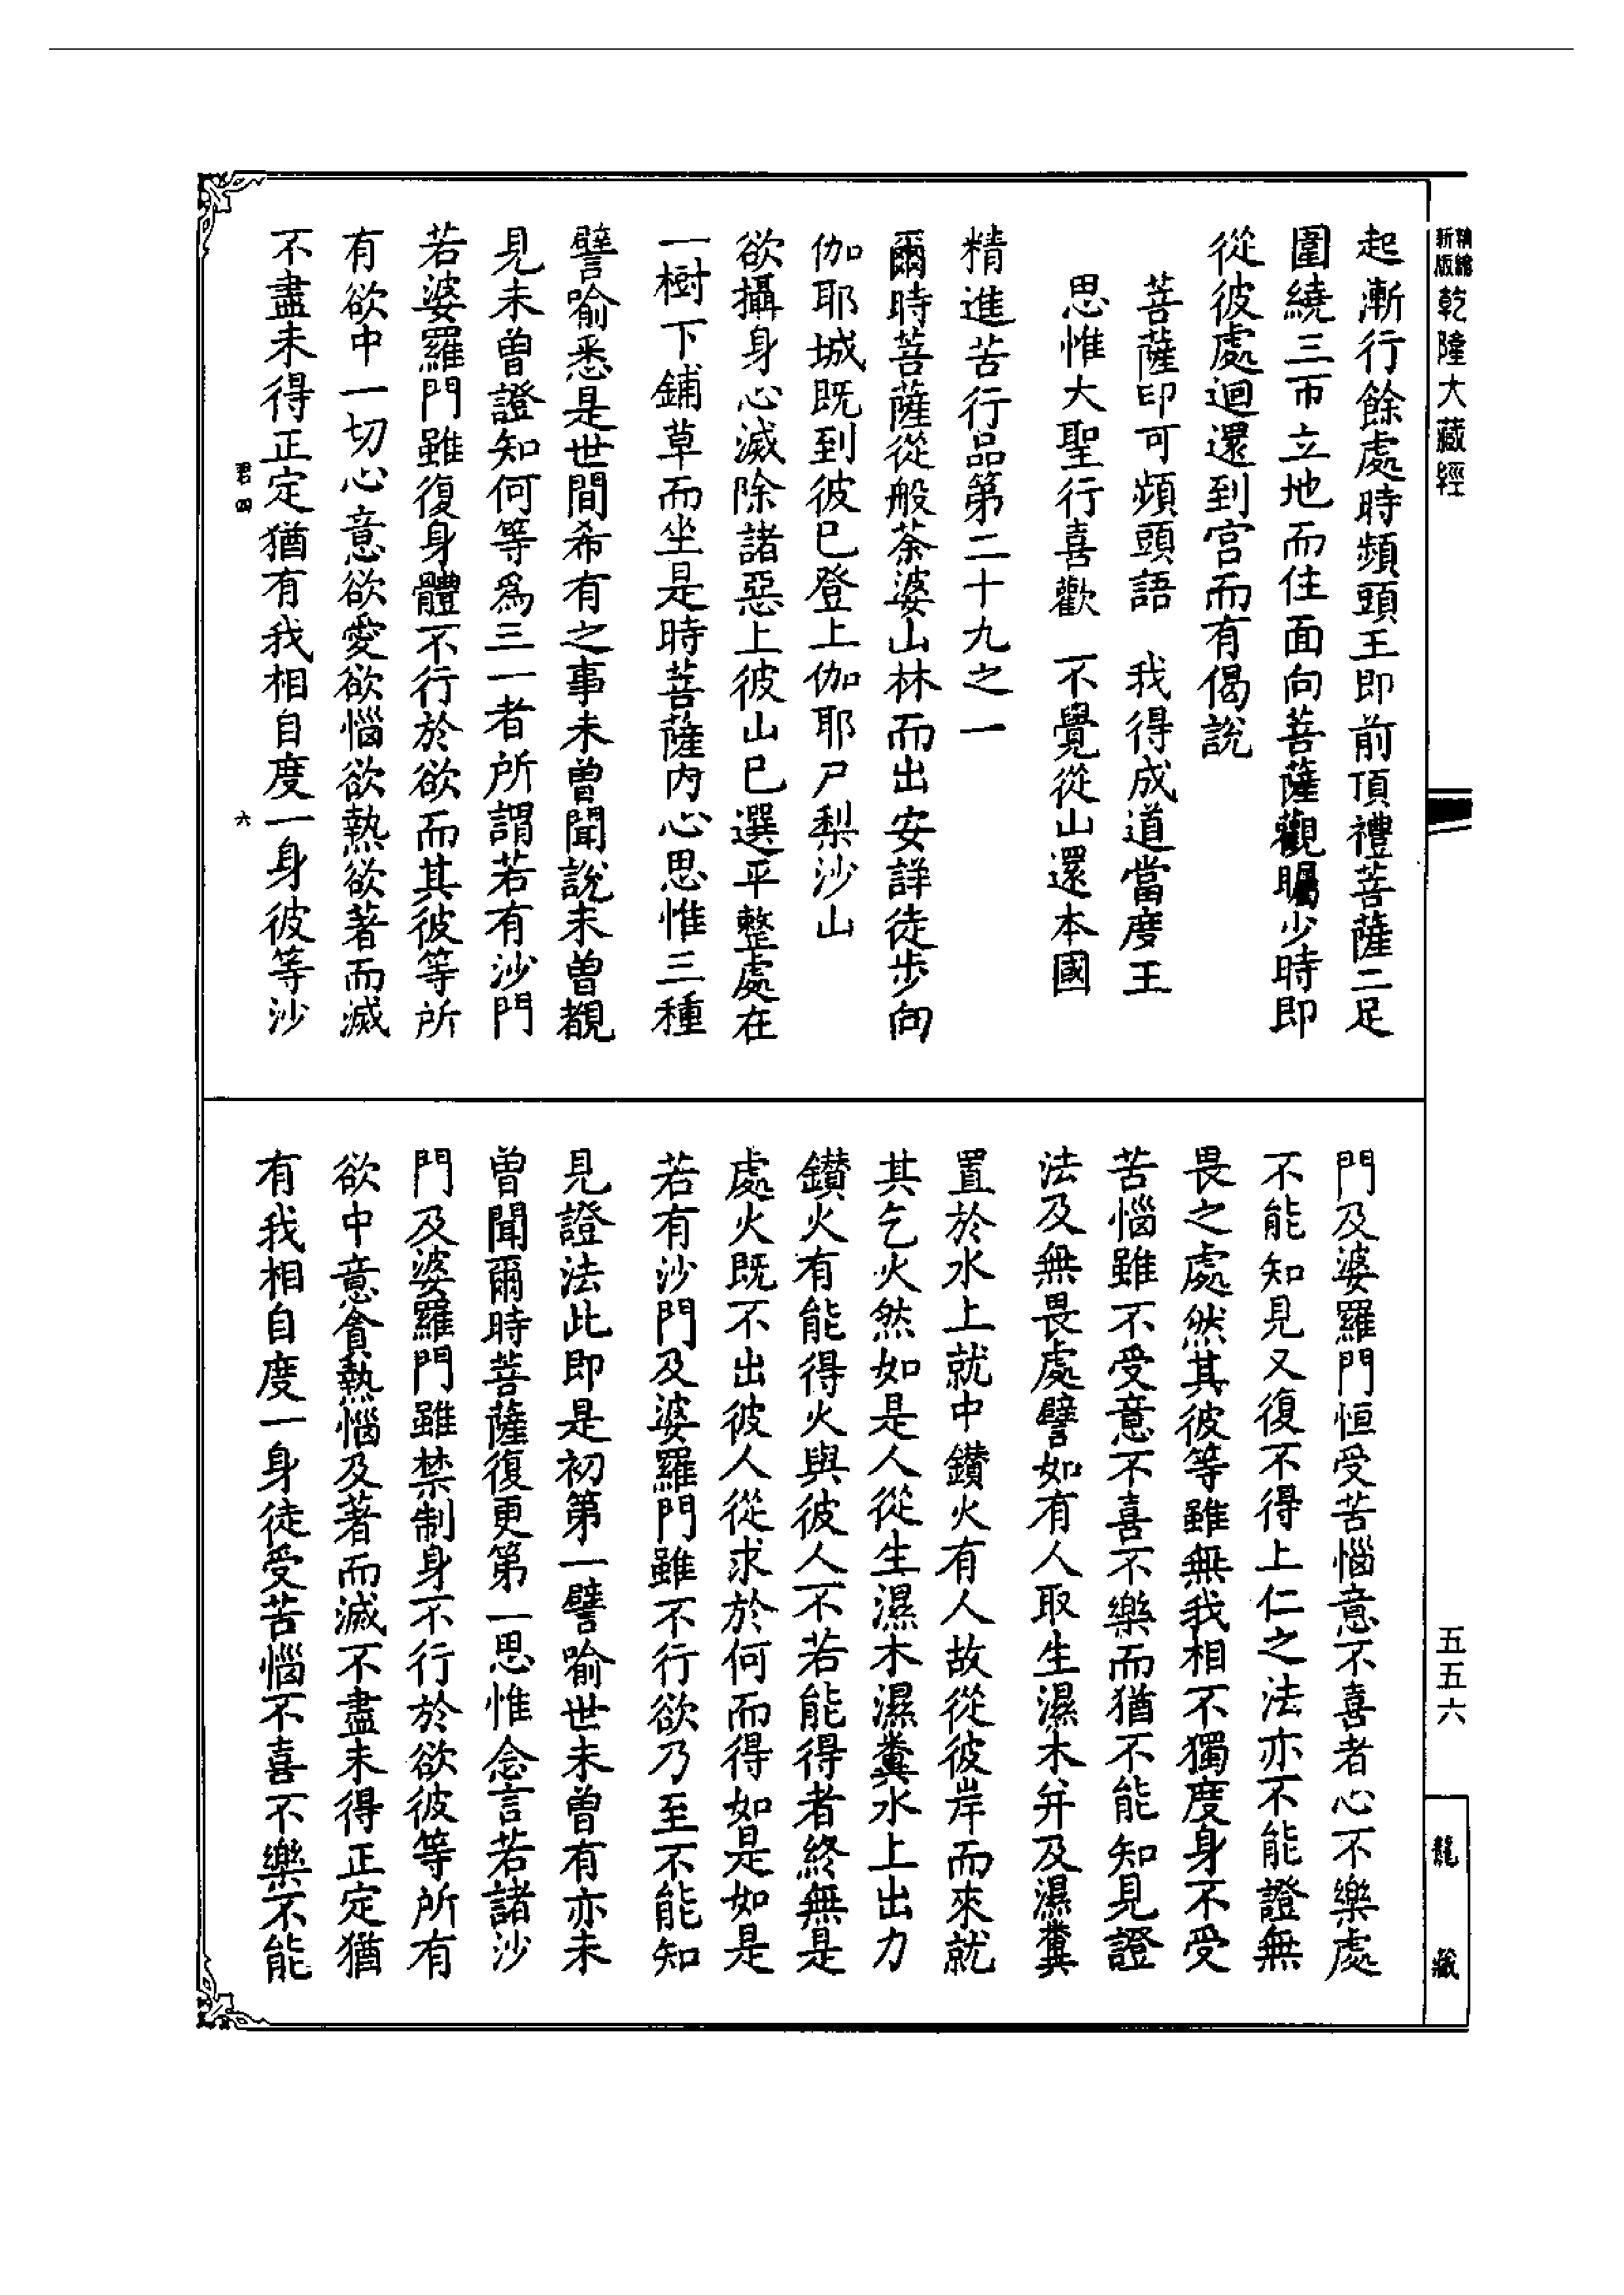 精縮新版乾隆大藏經
五五六
龍藏
起漸行餘處時頻頭王即前頂禮菩薩二足
圍繞三帀立地而住面向菩薩觀矚少時即
從彼處迴還到宮而有偈說
菩薩印可頻頭語　我得成道當度王
思惟大聖行喜歡　不覺從山還本國
精進苦行品第二十九之一
爾時菩薩從般茶婆山林而出安詳徒步向
伽耶城既到彼已登上伽耶尸梨沙山
欲攝身心滅除諸惡上彼山已選平整處在
一樹下鋪草而坐是時菩薩內心思惟三種
譬喻悉是世間希有之事未曾聞說未曾覩
見未曾證知何等爲三一者所謂若有沙門
若婆羅門雖復身體不行於欲而其彼等所
有欲中一切心意欲愛欲惱欲熱欲著而滅
不盡未得正定猶有我相自度一身彼等沙
君四　六
門及婆羅門恒受苦惱意不喜者心不樂處
不能知見又復不得上仁之法亦不能證無
畏之處然其彼等雖無我相不獨度身不受
苦惱雖不受意不喜不樂而猶不能知見證
法及無畏處譬如有人取生濕木并及濕糞
置於水上就中鑚火有人故從彼岸而來就
其乞火然如是人從生濕木濕糞水上出力
鑚火有能得火與彼人不若能得者終無是
處火既不出彼人從求於何而得如是如是
若有沙門及婆羅門雖不行欲乃至不能知
見證法此即是初第一譬喻世未曾有亦未
曾聞爾時菩薩復更第一思惟念言若諸沙
門及婆羅門雖禁制身不行於欲彼等所有
欲中意貪熱惱及著而滅不盡未得正定猶
有我相自度一身徒受苦惱不喜不樂不能